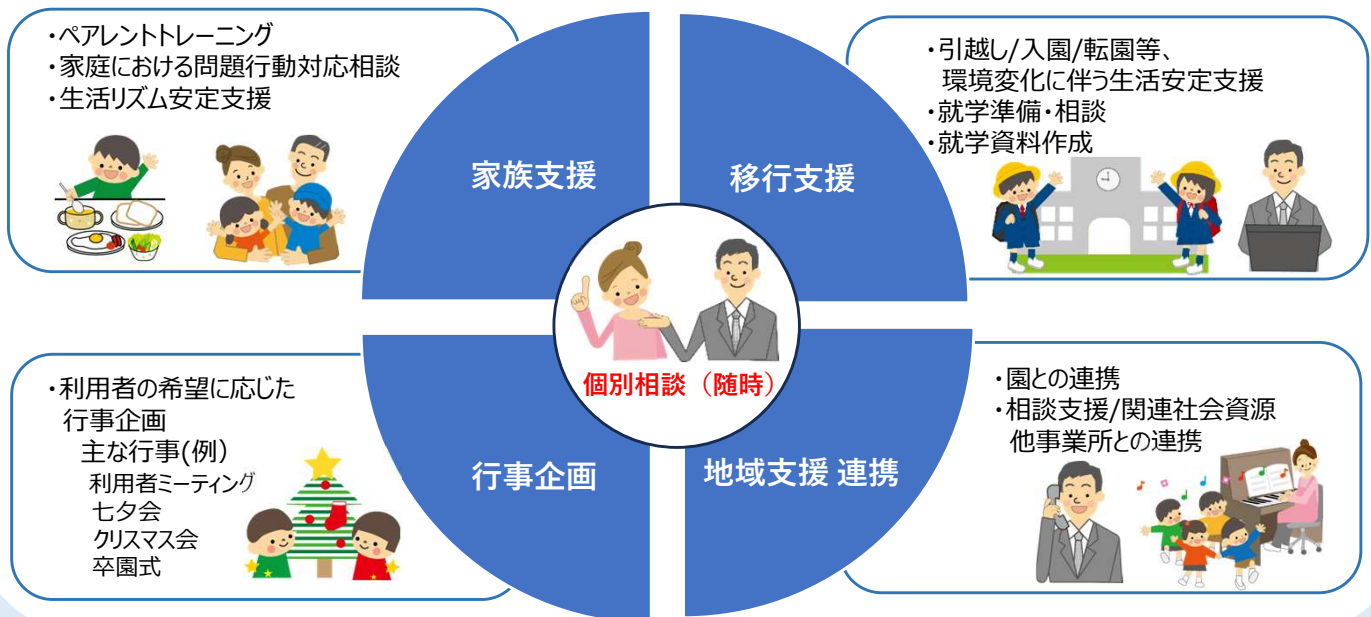 ・ペアレントトレーニング
・家庭における問題行動対応相談
・生活リズム安定支援
家族支援
移行支援
・引越し/入園/転園等、
環境変化に伴う生活安定支援
・就学準備・相談
・就学資料作成
個別相談（随時）
・利用者の希望に応じた
行事企画
主な行事(例)
利用者ミーティング
七夕会
クリスマス会
卒園式
行事企画
地域支援 連携
・園との連携
・相談支援/関連社会資源
他事業所との連携